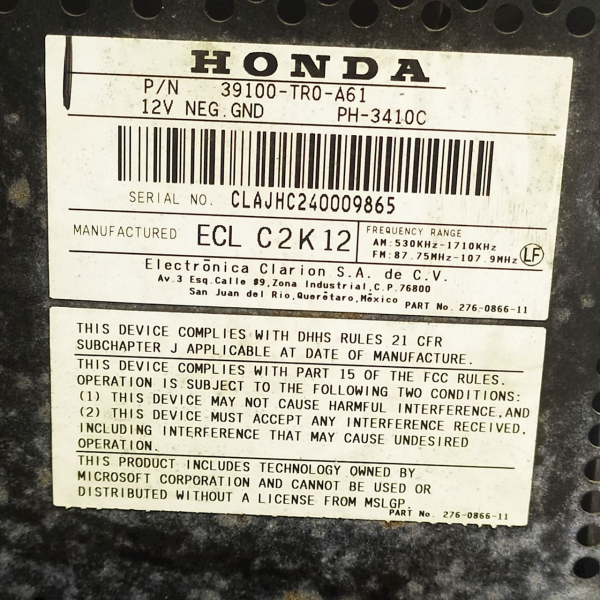 HONDA
P/N 39100-TR0-A61
12V NEG.GND PH-3410C
SERIAL NO. CLAJHC240009865
MANUFACTURED ECL C2K12
FREQUENCY RANGE
AM:530KHz-1710KHz
FM:87.75MHz-107.9MHz
LF
Electrōnica Clarion S.A. de C.V.
Av.3 Esq.Calle #9,Zona Industrial,C.P.76800
San Juan del Rio,Querétaro,México
PART No. 276-0866-11
THIS DEVICE COMPLIES WITH DHHS RULES 21 CFR
SUBCHAPTER J APPLICABLE AT DATE OF MANUFACTURE.
THIS DEVICE COMPLIES WITH PART 15 OF THE FCC RULES.
OPERATION IS SUBJECT TO THE FOLLOWING TWO CONDITIONS:
(1) THIS DEVICE MAY NOT CAUSE HARMFUL INTERFERENCE,AND
(2) THIS DEVICE MUST ACCEPT ANY INTERFERENCE RECEIVED,
INCLUDING INTERFERENCE THAT MAY CAUSE UNDESIRED
OPERATION.
THIS PRODUCT INCLUDES TECHNOLOGY OWNED BY
MICROSOFT CORPORATION AND CANNOT BE USED OR
DISTRIBUTED WITHOUT A LICENSE FROM MSLGP.
PART No. 276-0866-11